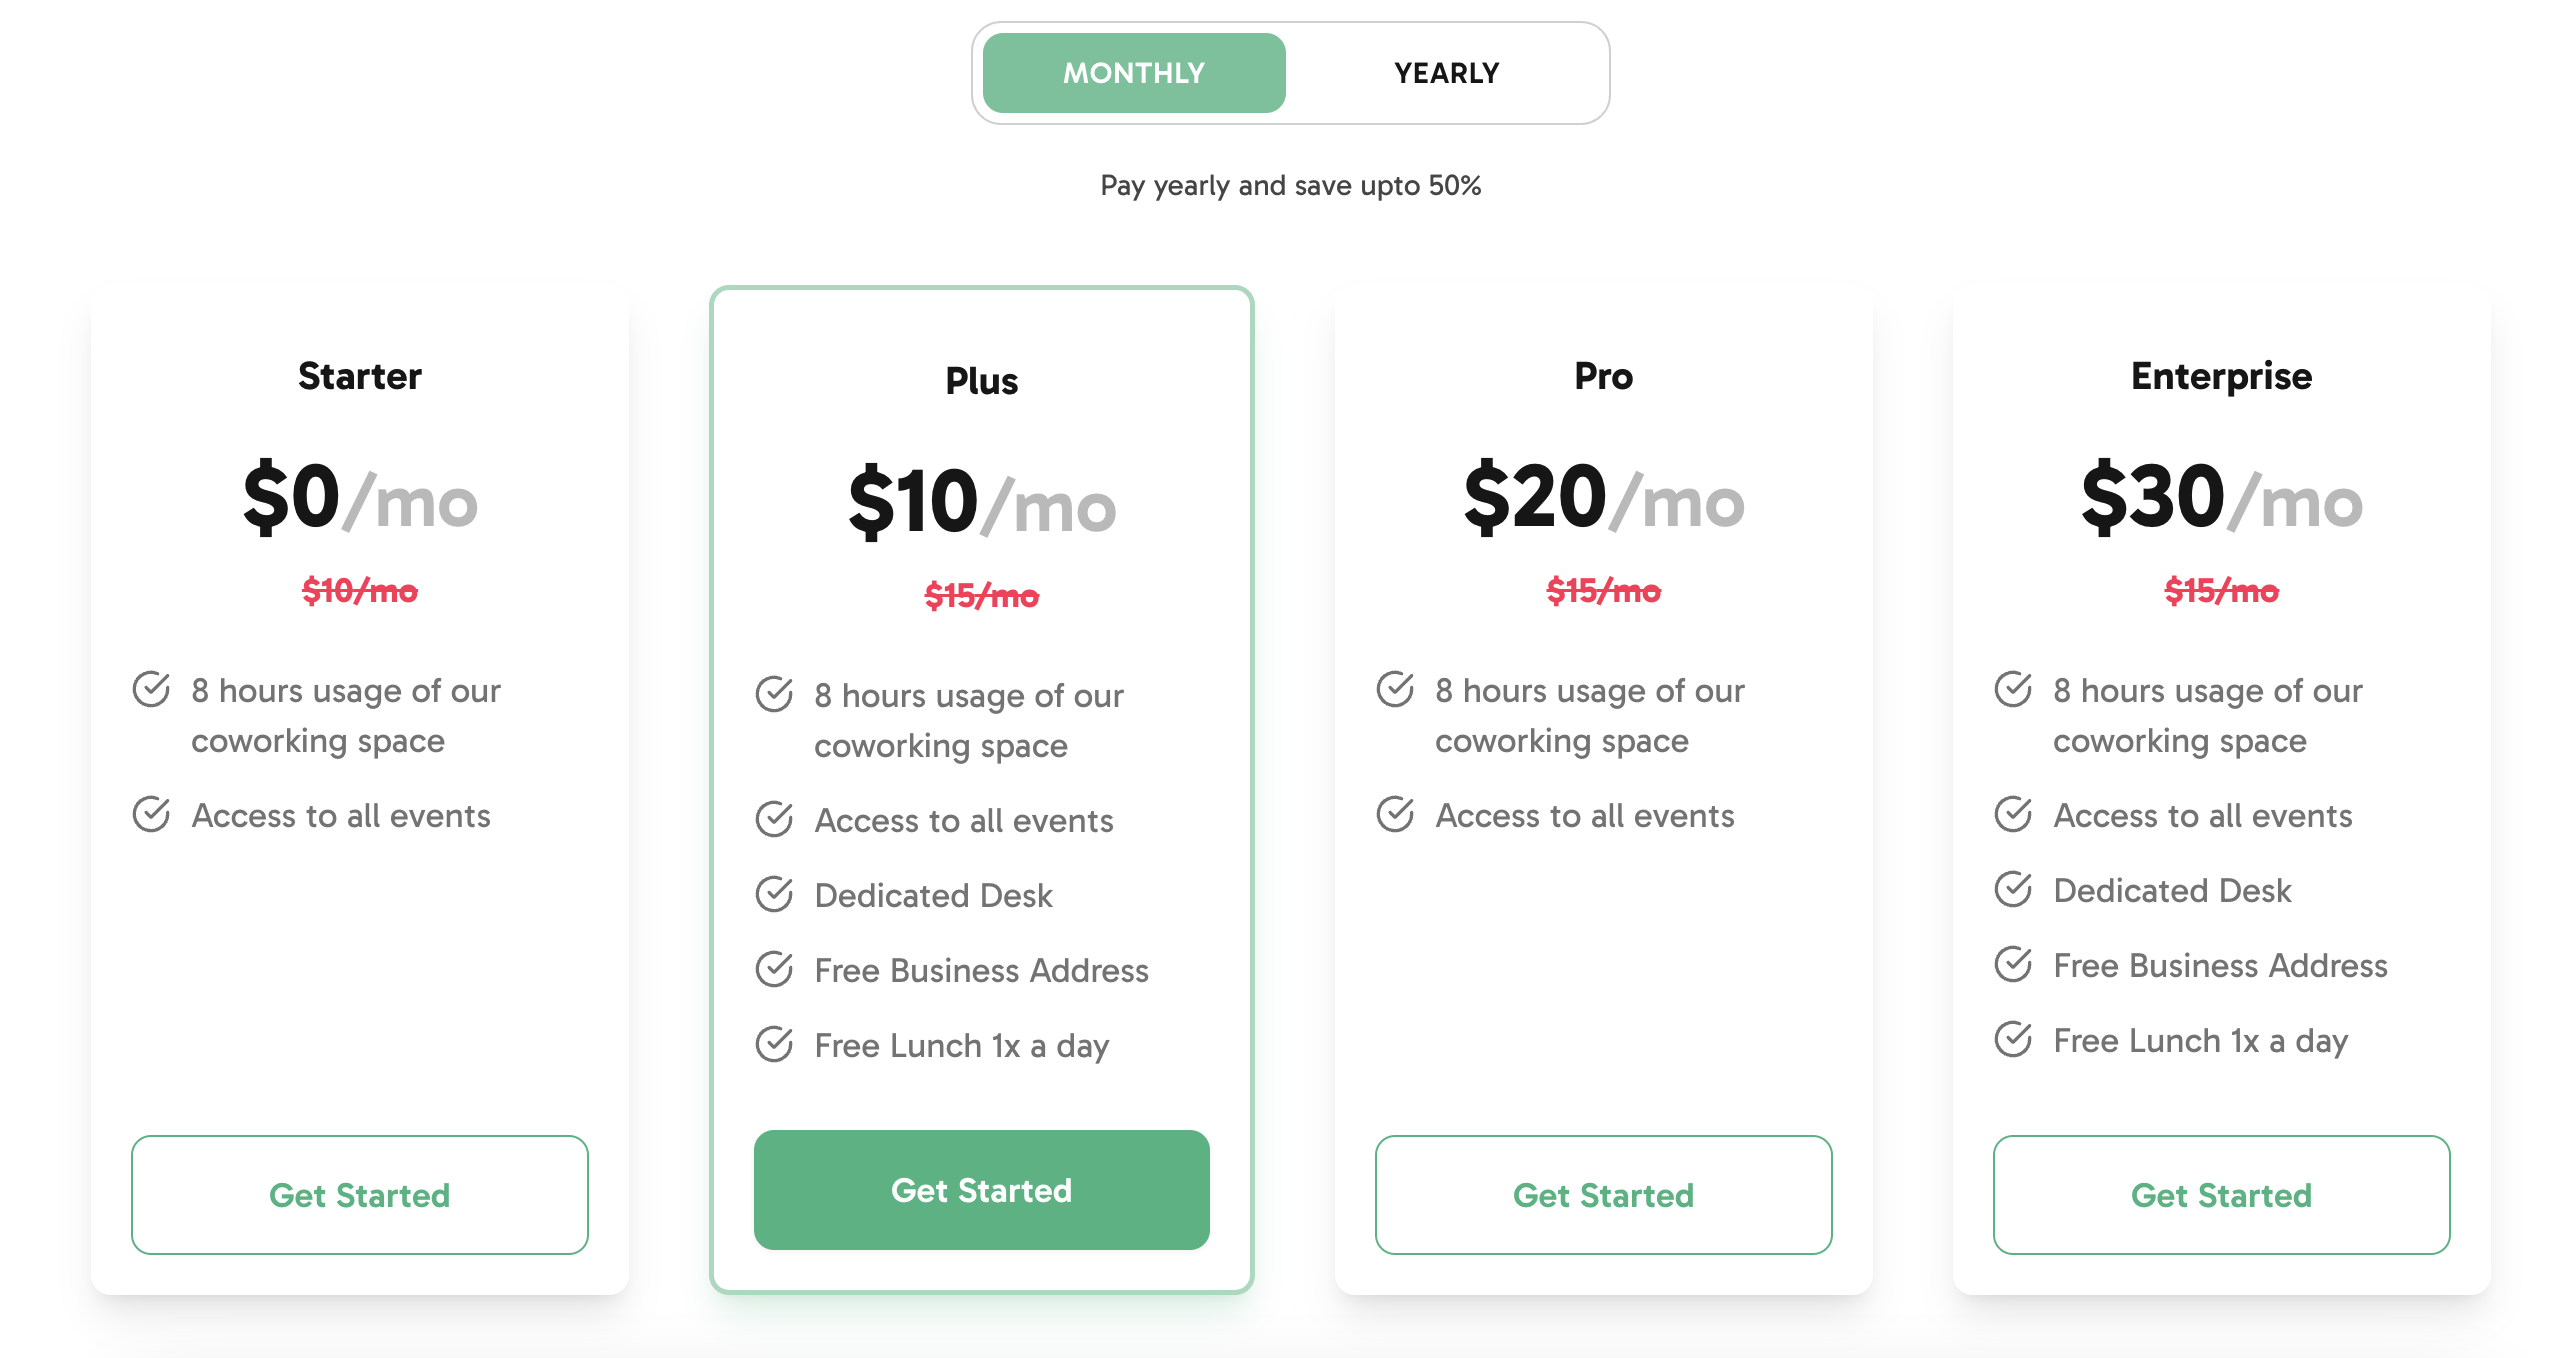 MONTHLY
YEARLY
Pay yearly and save upto 50%
Starter
$0/mo
$10/mo
8 hours usage of our
coworking space
Access to all events
Get Started
Plus
$10/mo
$15/mo
8 hours usage of our
coworking space
Access to all events
Dedicated Desk
Free Business Address
Free Lunch 1x a day
Get Started
Pro
$20/mo
$15/mo
8 hours usage of our
coworking space
Access to all events
Get Started
Enterprise
$30/mo
$15/mo
8 hours usage of our
coworking space
Access to all events
Dedicated Desk
Free Business Address
Free Lunch 1x a day
Get Started